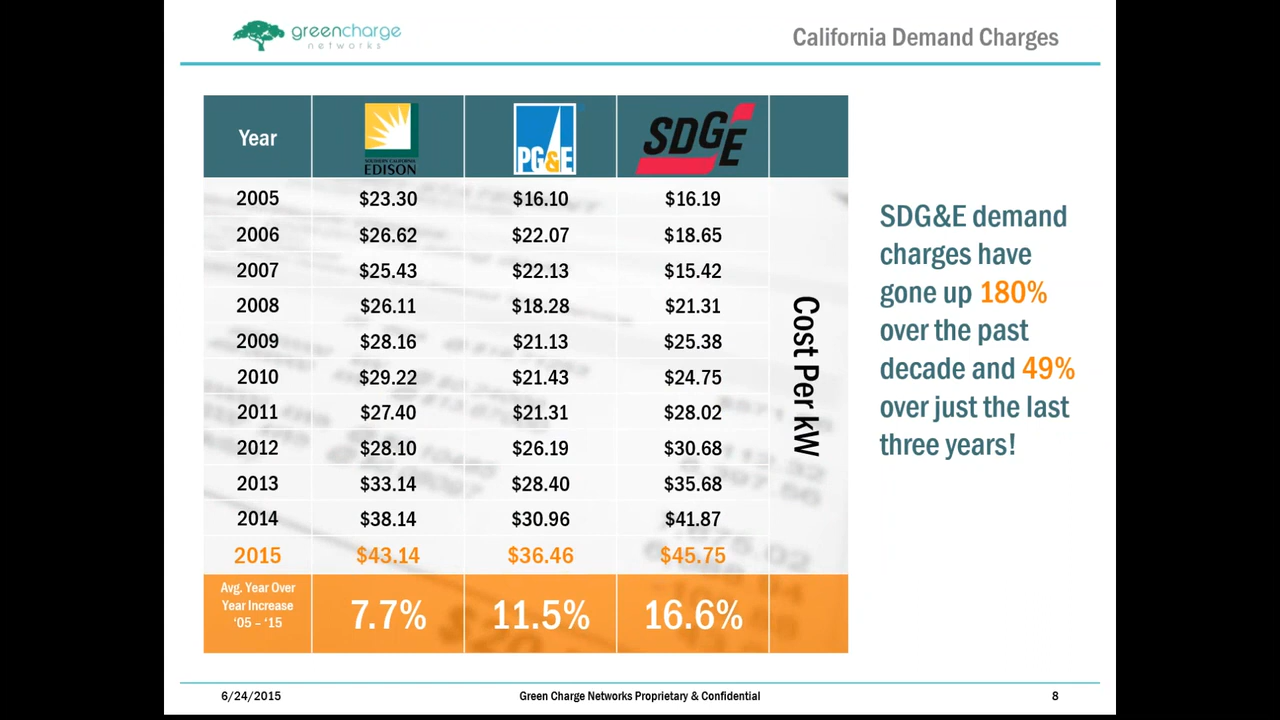 greencharge
networks
California Demand Charges
Year
SOUTHERN CALIFORNIA
EDISON
PG&E
SDGE
2005 $23.30 $16.10 $16.19
2006 $26.62 $22.07 $18.65
2007 $25.43 $22.13 $15.42
2008 $26.11 $18.28 $21.31
2009 $28.16 $21.13 $25.38
2010 $29.22 $21.43 $24.75
2011 $27.40 $21.31 $28.02
2012 $28.10 $26.19 $30.68
2013 $33.14 $28.40 $35.68
2014 $38.14 $30.96 $41.87
2015 $43.14 $36.46 $45.75
Avg. Year Over
Year Increase
‘05 – ‘15
7.7% 11.5% 16.6%
Cost Per kW
SDG&E demand
charges have
gone up 180%
over the past
decade and 49%
over just the last
three years!
6/24/2015
Green Charge Networks Proprietary & Confidential
8